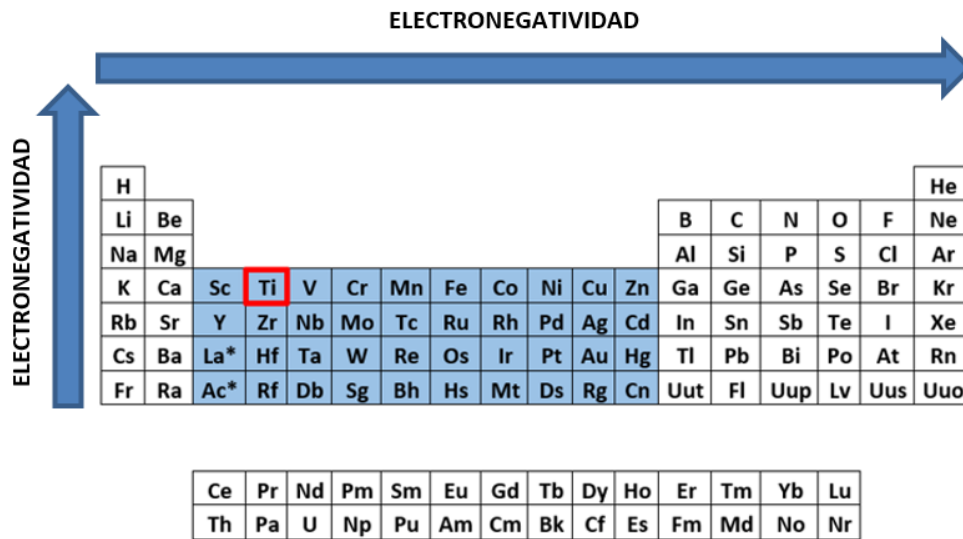 ELECTRONEGATIVIDAD
ELECTRONEGATIVIDAD
H He
Li Be B C N O F Ne
Na Mg Al Si P S Cl Ar
K Ca Sc Ti V Cr Mn Fe Co Ni Cu Zn Ga Ge As Se Br Kr
Rb Sr Y Zr Nb Mo Tc Ru Rh Pd Ag Cd In Sn Sb Te I Xe
Cs Ba La* Hf Ta W Re Os Ir Pt Au Hg Tl Pb Bi Po At Rn
Fr Ra Ac* Rf Db Sg Bh Hs Mt Ds Rg Cn Uut Fl Uup Lv Uus Uuo
Ce Pr Nd Pm Sm Eu Gd Tb Dy Ho Er Tm Yb Lu
Th Pa U Np Pu Am Cm Bk Cf Es Fm Md No Nr